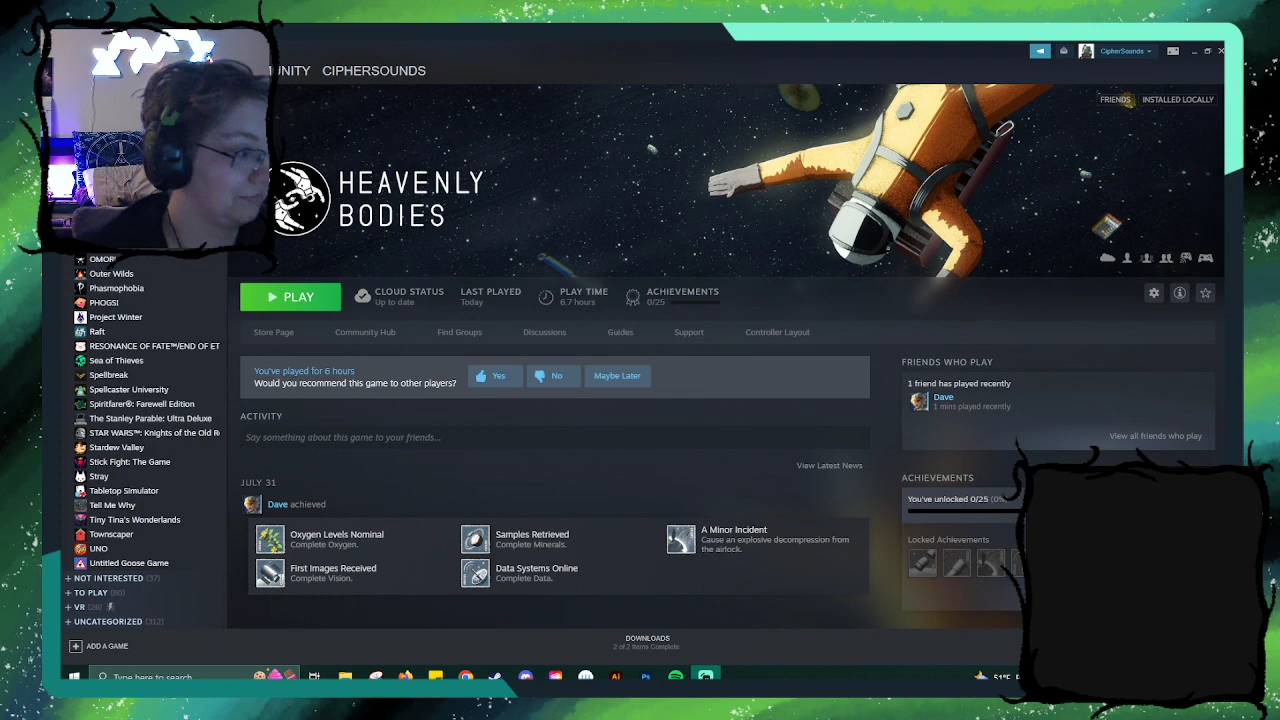 UNITY CIPHERSOUNDS
CipherSounds
FRIENDS INSTALLED LOCALLY
HEAVENLY
BODIES
OMORI
Outer Wilds
Phasmophobia
PHOGS!
Project Winter
Raft
RESONANCE OF FATE™/END OF ET
Sea of Thieves
Spellbreak
Spellcaster University
Spiritfarer®: Farewell Edition
The Stanley Parable: Ultra Deluxe
STAR WARS™: Knights of the Old R
Stardew Valley
Stick Fight: The Game
Stray
Tabletop Simulator
Tell Me Why
Tiny Tina's Wonderlands
Townscaper
UNO
Untitled Goose Game
+ NOT INTERESTED (37)
+ TO PLAY (80)
+ VR (26)
+ UNCATEGORIZED (312)
+ ADD A GAME
PLAY
CLOUD STATUS
Up to date
LAST PLAYED
Today
PLAY TIME
6.7 hours
ACHIEVEMENTS
0/25
Store Page Community Hub Find Groups Discussions Guides Support Controller Layout
You've played for 6 hours
Would you recommend this game to other players?
Yes No Maybe Later
ACTIVITY
Say something about this game to your friends...
View Latest News
JULY 31
Dave achieved
Oxygen Levels Nominal
Complete Oxygen.
Samples Retrieved
Complete Minerals.
A Minor Incident
Cause an explosive decompression from
the airlock.
First Images Received
Complete Vision.
Data Systems Online
Complete Data.
FRIENDS WHO PLAY
1 friend has played recently
Dave
1 mins played recently
View all friends who play
ACHIEVEMENTS
You've unlocked 0/25 (0%
Locked Achievements
DOWNLOADS
2 of 2 Items Complete
Type here to search
Ai Ps
51°F